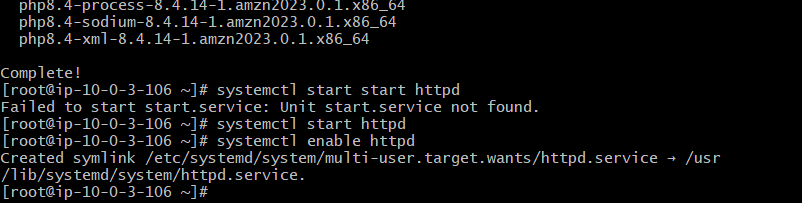 php8.4-process-8.4.14-1.amzn2023.0.1.x86_64
php8.4-sodium-8.4.14-1.amzn2023.0.1.x86_64
php8.4-xml-8.4.14-1.amzn2023.0.1.x86_64
Complete!
[root@ip-10-0-3-106 ~]# systemctl start start httpd
Failed to start start.service: Unit start.service not found.
[root@ip-10-0-3-106 ~]# systemctl start httpd
[root@ip-10-0-3-106 ~]# systemctl enable httpd
Created symlink /etc/systemd/system/multi-user.target.wants/httpd.service → /usr
/lib/systemd/system/httpd.service.
[root@ip-10-0-3-106 ~]#